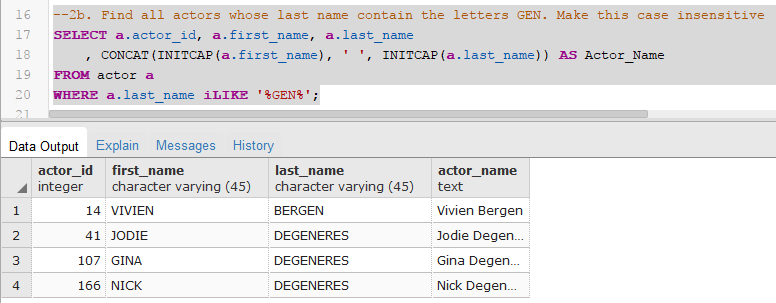 16 --2b. Find all actors whose last name contain the letters GEN. Make this case insensitive
17 SELECT a.actor_id, a.first_name, a.last_name
18 , CONCAT(INITCAP(a.first_name), ' ', INITCAP(a.last_name)) AS Actor_Name
19 FROM actor a
20 WHERE a.last_name iLIKE '%GEN%';
21
Data Output Explain Messages History
actor_id first_name last_name actor_name
integer character varying (45) character varying (45) text
1 14 VIVIEN BERGEN Vivien Bergen
2 41 JODIE DEGENERES Jodie Degen...
3 107 GINA DEGENERES Gina Degen...
4 166 NICK DEGENERES Nick Degen...